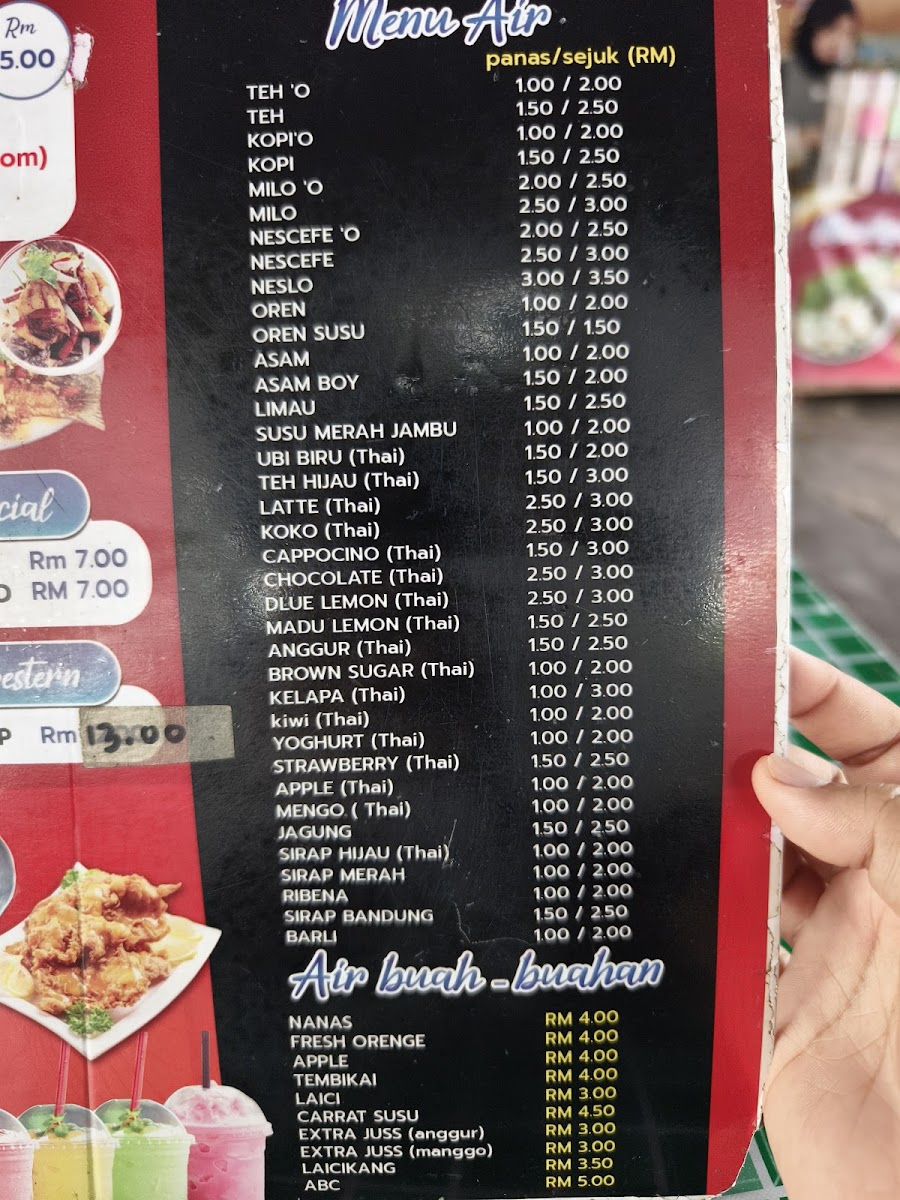 Rm
5.00
om)
cial
Rm 7.00
O RM 7.00
estern
P Rm 13.00
Menu Air
panas/sejuk (RM)
TEH 'O 1.00 / 2.00
TEH 1.50 / 2.50
KOPI'O 1.00 / 2.00
KOPI 1.50 / 2.50
MILO 'O 2.00 / 2.50
MILO 2.50 / 3.00
NESCEFE 'O 2.00 / 2.50
NESCEFE 2.50 / 3.00
NESLO 3.00 / 3.50
OREN 1.00 / 2.00
OREN SUSU 1.50 / 1.50
ASAM 1.00 / 2.00
ASAM BOY 1.50 / 2.00
LIMAU 1.50 / 2.50
SUSU MERAH JAMBU 1.00 / 2.00
UBI BIRU (Thai) 1.50 / 2.00
TEH HIJAU (Thai) 1.50 / 3.00
LATTE (Thai) 2.50 / 3.00
KOKO (Thai) 2.50 / 3.00
CAPPOCINO (Thai) 1.50 / 3.00
CHOCOLATE (Thai) 2.50 / 3.00
DLUE LEMON (Thai) 2.50 / 3.00
MADU LEMON (Thai) 1.50 / 2.50
ANGGUR (Thai) 1.50 / 2.50
BROWN SUGAR (Thai) 1.00 / 2.00
KELAPA (Thai) 1.00 / 3.00
kiwi (Thai) 1.00 / 2.00
YOGHURT (Thai) 1.00 / 2.00
STRAWBERRY (Thai) 1.50 / 2.50
APPLE (Thai) 1.00 / 2.00
MENGO ( Thai) 1.00 / 2.00
JAGUNG 1.50 / 2.50
SIRAP HIJAU (Thai) 1.00 / 2.00
SIRAP MERAH 1.00 / 2.00
RIBENA 1.00 / 2.00
SIRAP BANDUNG 1.50 / 2.50
BARLI 1.00 / 2.00
Air buah - buahan
NANAS RM 4.00
FRESH ORENGE RM 4.00
APPLE RM 4.00
TEMBIKAI RM 4.00
LAICI RM 3.00
CARRAT SUSU RM 4.50
EXTRA JUSS (anggur) RM 3.00
EXTRA JUSS (manggo) RM 3.00
LAICIKANG RM 3.50
ABC RM 5.00